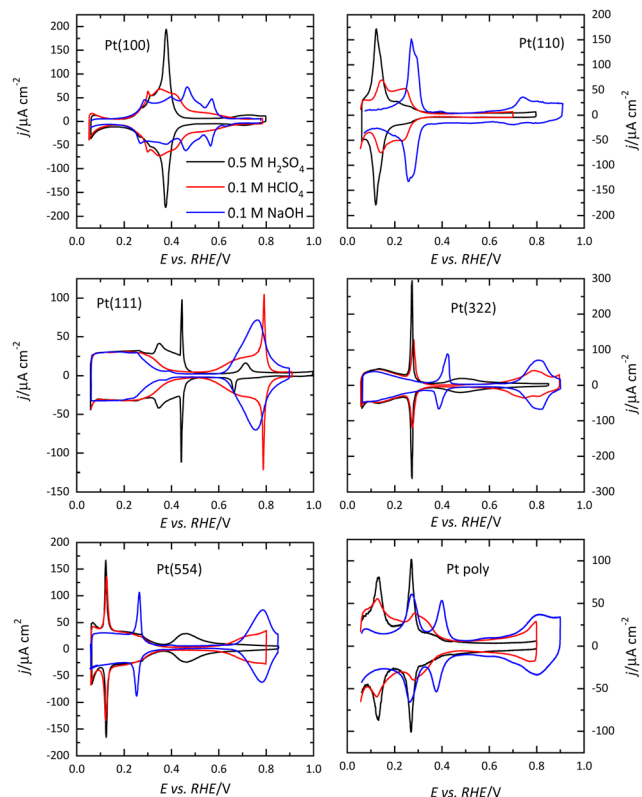 Pt(100)
Pt(110)
200
150
100
50
0
50
-100
-150
-200
j/µA cm-2
150
100
50
0
-50
-100
-150
-200
j/µA cm-2
0.5 M H2SO4
0.1 M HClO4
0.1 M NaOH
0.0 0.2 0.4 0.6 0.8 1.0
E vs. RHE/V
0.0 0.2 0.4 0.6 0.8 1.0
E vs. RHE/V
Pt(111)
Pt(322)
100
50
0
-50
-100
-150
j/µA cm-2
300
200
100
0
-100
-200
-300
j/µA cm-2
0.0 0.2 0.4 0.6 0.8 1.0
E vs. RHE/V
0.0 0.2 0.4 0.6 0.8 1.0
E vs. RHE/V
Pt(554)
Pt poly
200
150
100
50
0
-50
-100
-150
-200
j/µA cm2
100
50
0
-50
-100
j/µA cm-2
0.0 0.2 0.4 0.6 0.8 1.0
E vs. RHE/V
0.0 0.2 0.4 0.6 0.8 1.0
E vs. RHE/V